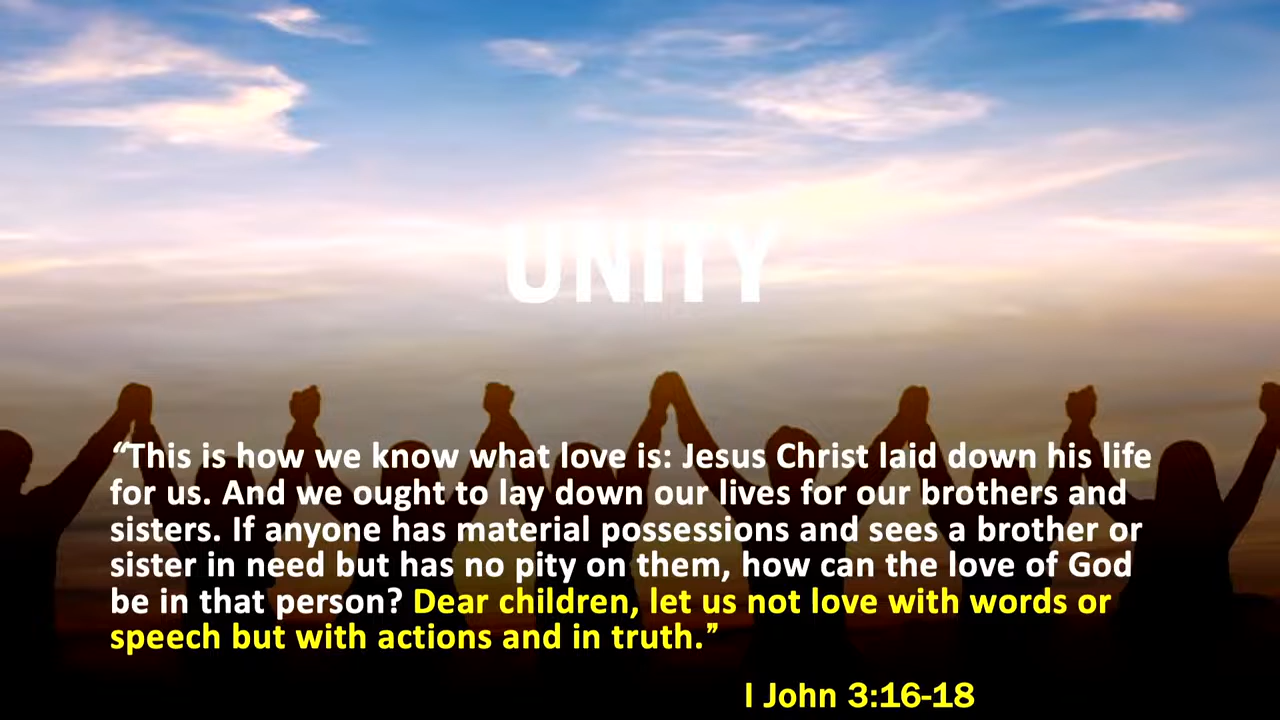 UNITY
“This is how we know what love is: Jesus Christ laid down his life
for us. And we ought to lay down our lives for our brothers and
sisters. If anyone has material possessions and sees a brother or
sister in need but has no pity on them, how can the love of God
be in that person? Dear children, let us not love with words or
speech but with actions and in truth.”
I John 3:16-18